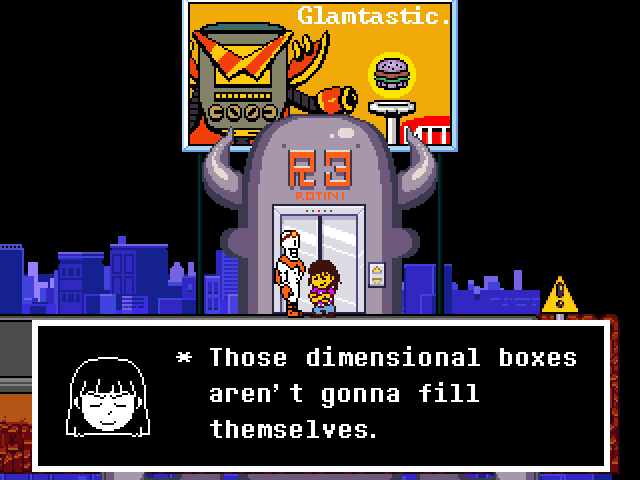 Glamtastic.
R3
ROTINI
* Those dimensional boxes
aren't gonna fill
themselves.